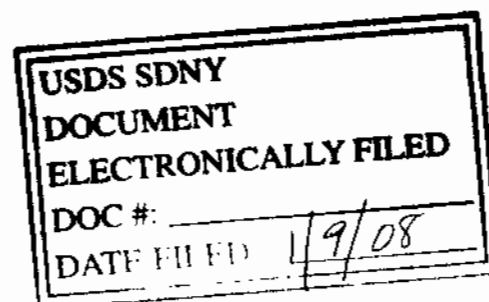 USDS SDNY
DOCUMENT
ELECTRONICALLY FILED
DOC #:
DATE FILED 1/9/08